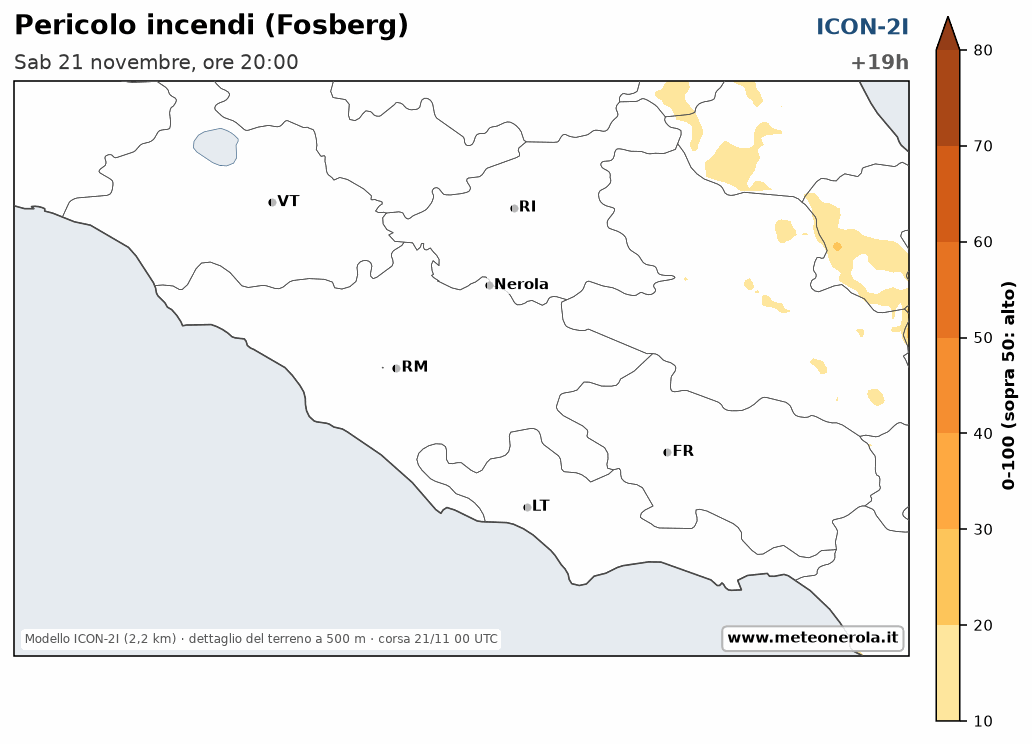 Pericolo incendi (Fosberg)
ICON-2I
Sab 21 novembre, ore 20:00
+19h
VT
RI
Nerola
RM
FR
LT
Modello ICON-2I (2,2 km) · dettaglio del terreno a 500 m · corsa 21/11 00 UTC
www.meteonerola.it
80
70
60
50
40
30
20
10
0-100 (sopra 50: alto)